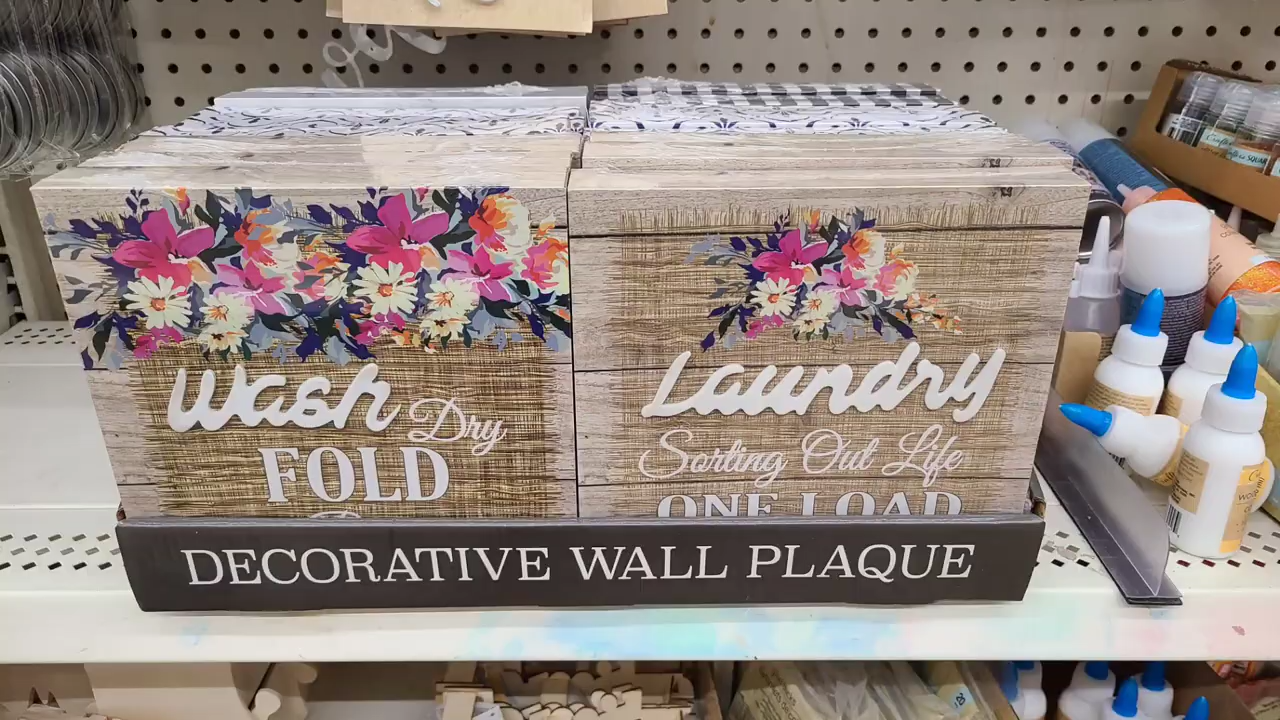 Wash Dry
FOLD
Laundry
Sorting Out Life
ONE LOAD
DECORATIVE WALL PLAQUE